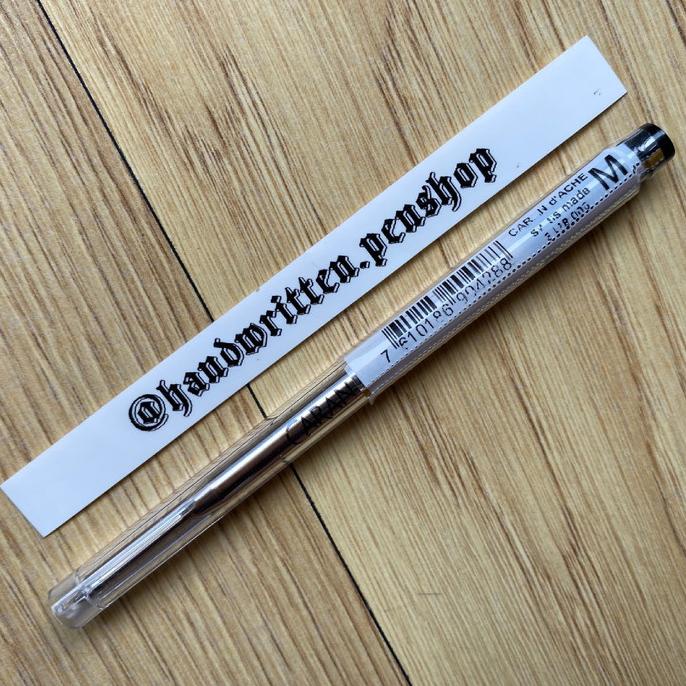 @handwritten.penshop
CARAN d'ACHE
swiss made
M
7 610186 904288
CARAN